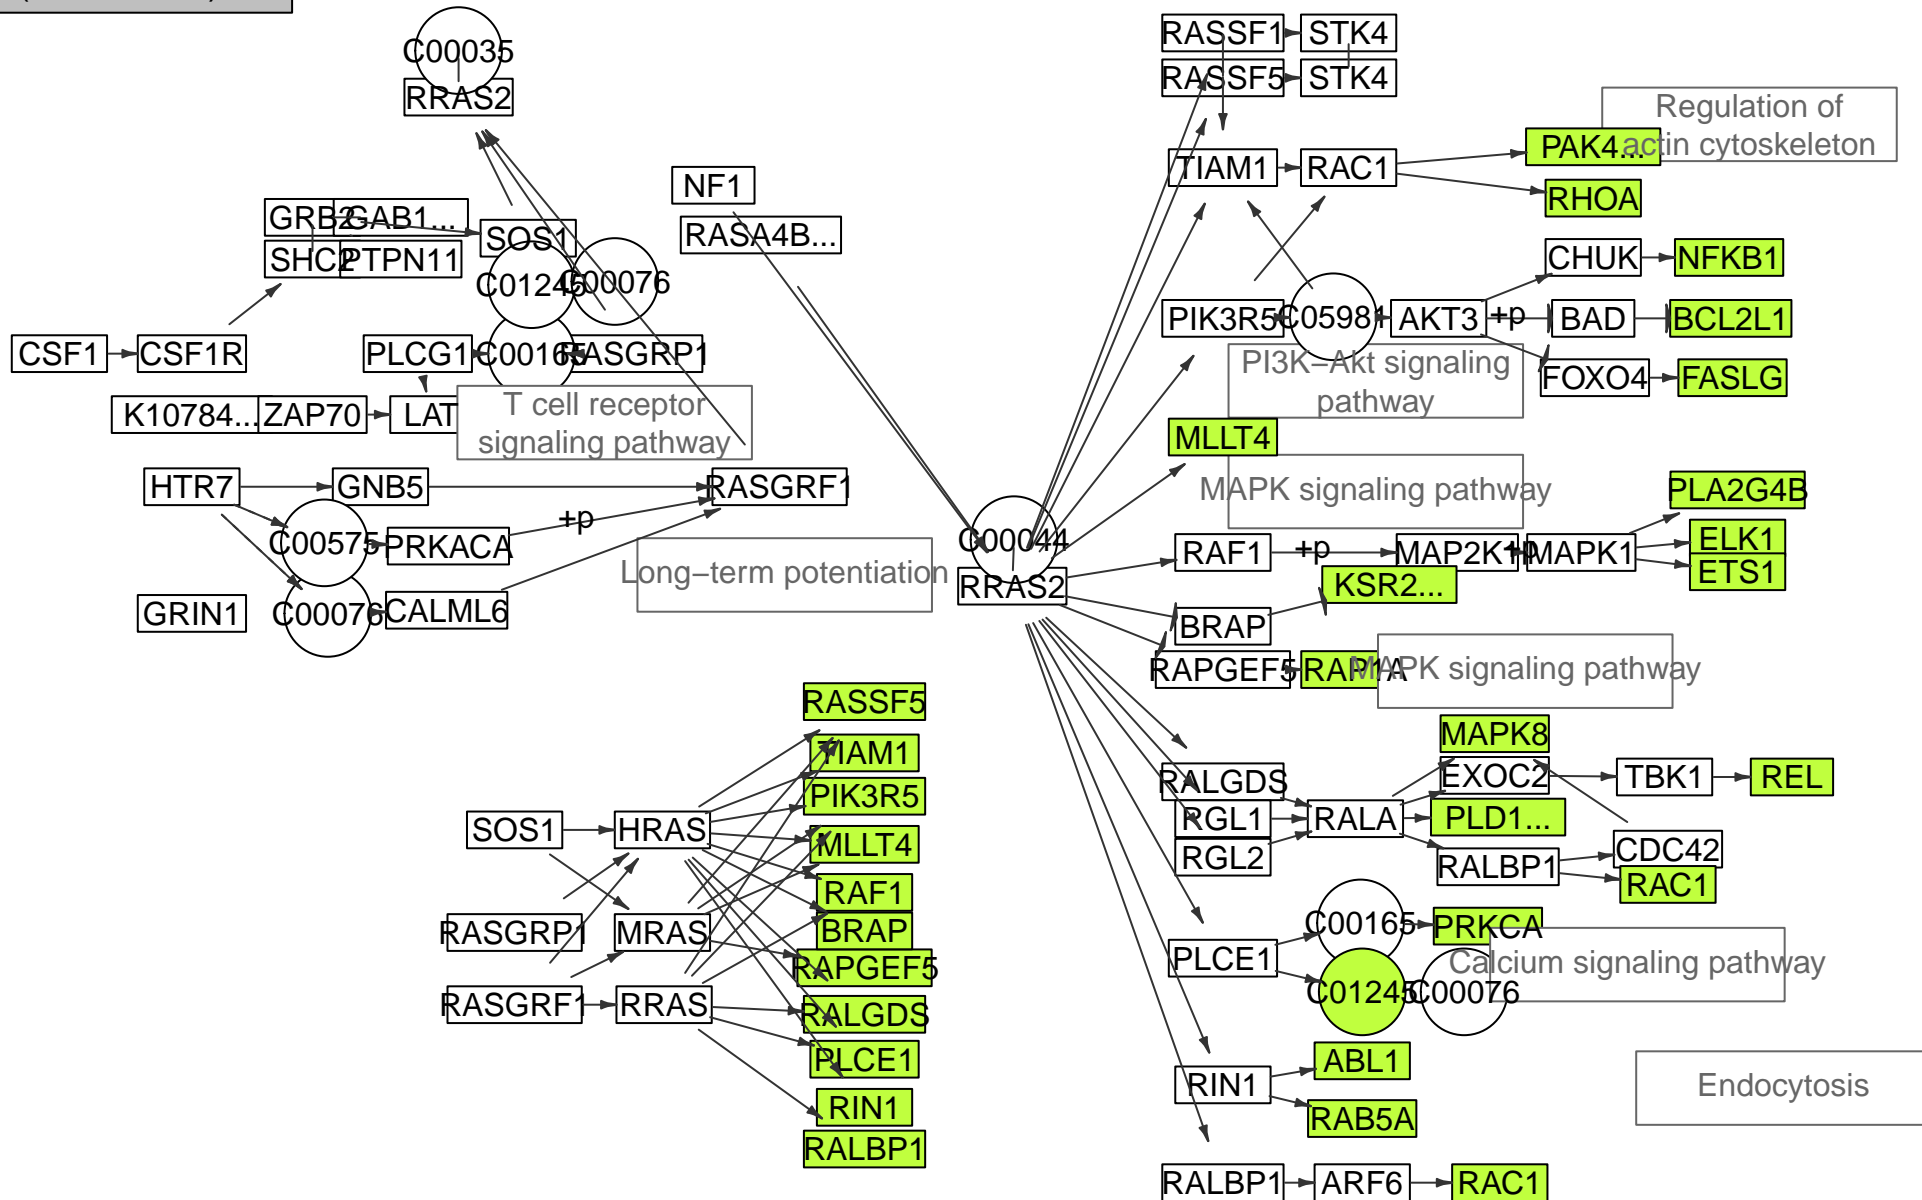 C00035
RRAS2
NF1
RASA4B...
GRB2
GAB1...
SHC2
PTPN11
SOS1
C01245
C00076
CSF1
CSF1R
PLCG1
C00165
RASGRP1
K10784...
ZAP70
LAT
T cell receptor
signaling pathway
HTR7
GNB5
RASGRF1
C00575
PRKACA
+p
GRIN1
C00076
CALML6
Long−term potentiation
C00044
RRAS2
RASSF1
STK4
RASSF5
STK4
Regulation of
actin cytoskeleton
TIAM1
RAC1
PAK4...
RHOA
CHUK
NFKB1
PIK3R5
C05981
AKT3
+p
BAD
BCL2L1
FOXO4
FASLG
PI3K−Akt signaling
pathway
MLLT4
MAPK signaling pathway
PLA2G4B
RAF1
+p
MAP2K1
+p
MAPK1
ELK1
ETS1
KSR2...
BRAP
RAPGEF5
RAP1A
MAPK signaling pathway
MAPK8
RALGDS
EXOC2
TBK1
REL
RGL1
RALA
PLD1...
RGL2
RALBP1
CDC42
RAC1
PLCE1
C00165
PRKCA
C01245
C00076
Calcium signaling pathway
RIN1
ABL1
RAB5A
Endocytosis
RALBP1
ARF6
RAC1
SOS1
HRAS
RASGRP1
MRAS
RASGRF1
RRAS
RASSF5
TIAM1
PIK3R5
MLLT4
RAF1
BRAP
RAPGEF5
RALGDS
PLCE1
RIN1
RALBP1